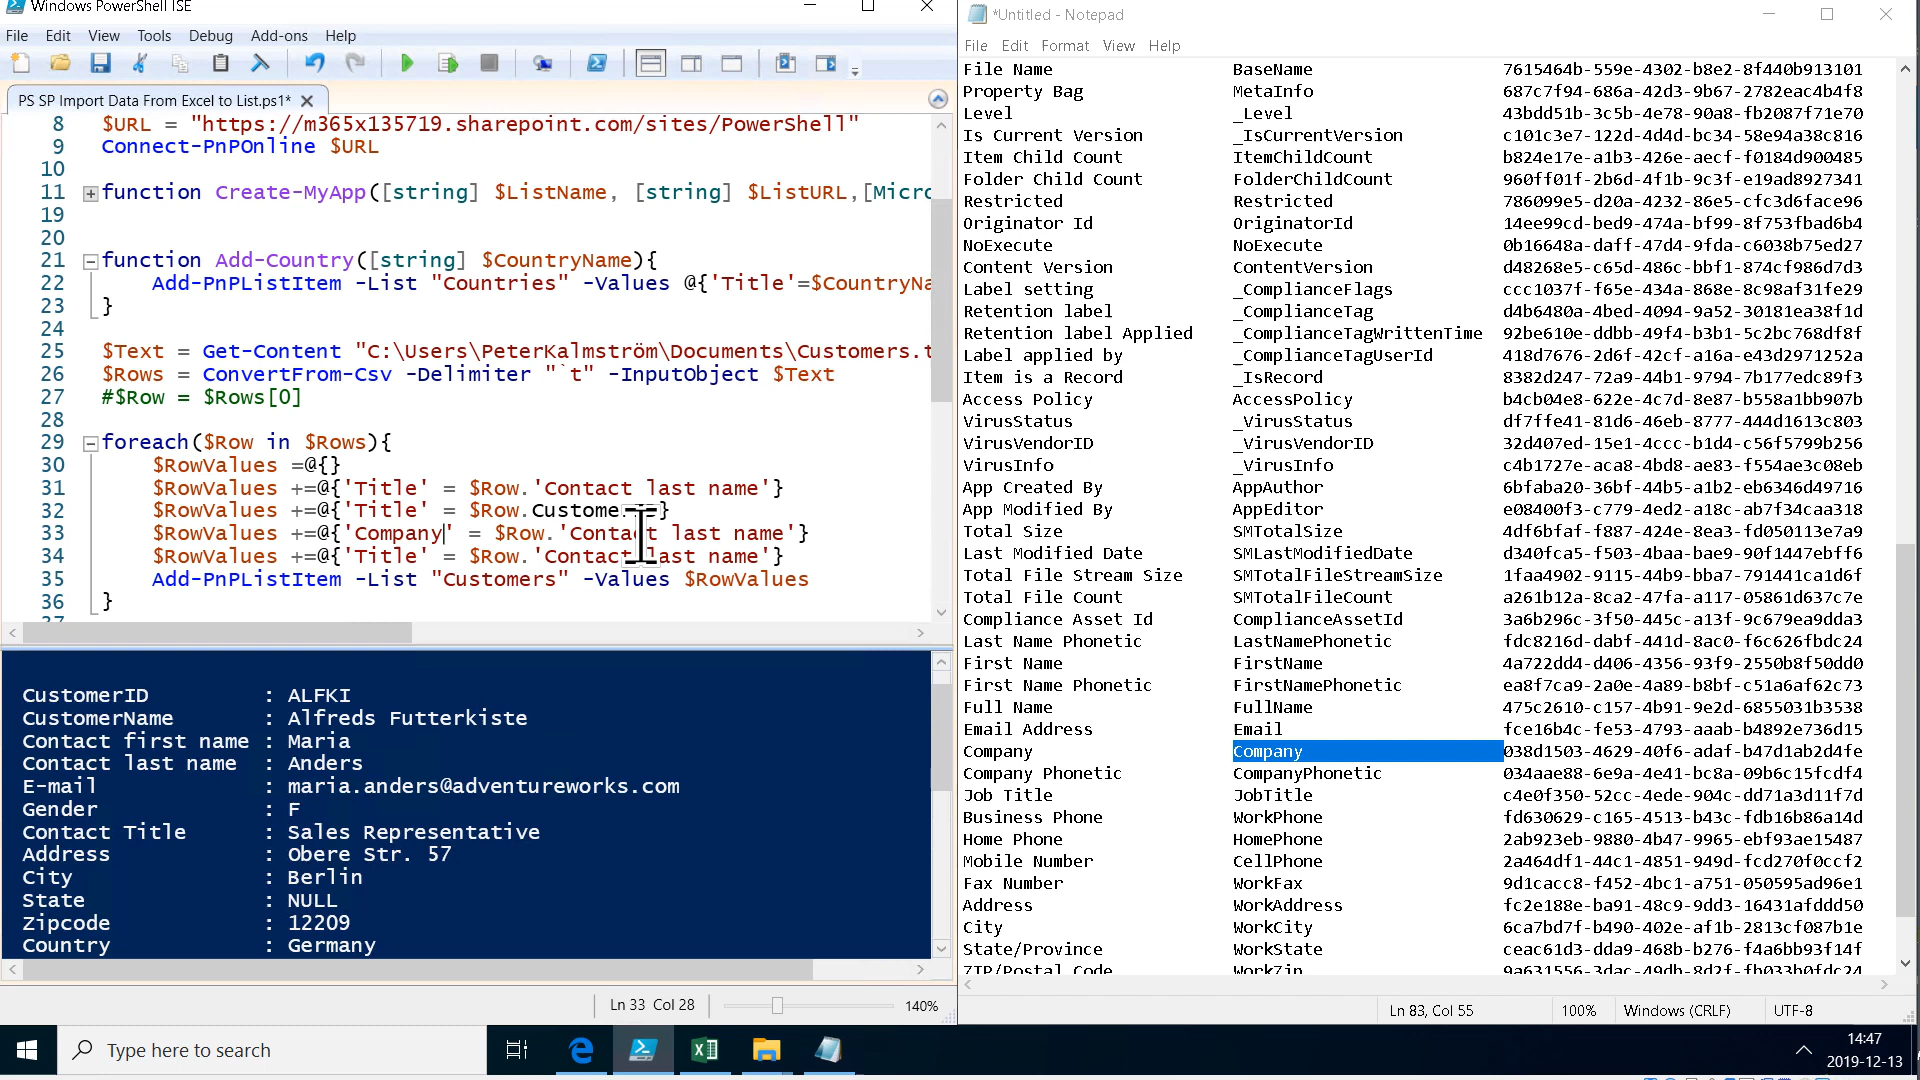 Windows PowerShell ISE
File Edit View Tools Debug Add-ons Help
PS SP Import Data From Excel to List.ps1*
8 $URL = "https://m365x135719.sharepoint.com/sites/PowerShell"
9 Connect-PnPOnline $URL
10
11 function Create-MyApp([string] $ListName, [string] $ListURL,[Micro
19
20
21 function Add-Country([string] $CountryName){
22 Add-PnPListItem -List "Countries" -Values @{'Title'=$CountryNa
23 }
24
25 $Text = Get-Content "C:\Users\PeterKalmström\Documents\Customers.t
26 $Rows = ConvertFrom-Csv -Delimiter "`t" -InputObject $Text
27 #$Row = $Rows[0]
28
29 foreach($Row in $Rows){
30 $RowValues =@{}
31 $RowValues +=@{'Title' = $Row.'Contact last name'}
32 $RowValues +=@{'Title' = $Row.Custome }
33 $RowValues +=@{'Company' = $Row.'Contact last name'}
34 $RowValues +=@{'Title' = $Row.'Contact last name'}
35 Add-PnPListItem -List "Customers" -Values $RowValues
36 }
CustomerID : ALFKI
CustomerName : Alfreds Futterkiste
Contact first name : Maria
Contact last name : Anders
E-mail : maria.anders@adventureworks.com
Gender : F
Contact Title : Sales Representative
Address : Obere Str. 57
City : Berlin
State : NULL
Zipcode : 12209
Country : Germany
Ln 33 Col 28 140%
*Untitled - Notepad
File Edit Format View Help
File Name BaseName 7615464b-559e-4302-b8e2-8f440b913101
Property Bag MetaInfo 687c7f94-686a-42d3-9b67-2782eac4b4f8
Level _Level 43bdd51b-3c5b-4e78-90a8-fb2087f71e70
Is Current Version _IsCurrentVersion c101c3e7-122d-4d4d-bc34-58e94a38c816
Item Child Count ItemChildCount b824e17e-a1b3-426e-aecf-f0184d900485
Folder Child Count FolderChildCount 960ff01f-2b6d-4f1b-9c3f-e19ad8927341
Restricted Restricted 786099e5-d20a-4232-86e5-cfc3d6face96
Originator Id OriginatorId 14ee99cd-bed9-474a-bf99-8f753fbad6b4
NoExecute NoExecute 0b16648a-daff-47d4-9fda-c6038b75ed27
Content Version ContentVersion d48268e5-c65d-486c-bbf1-874cf986d7d3
Label setting _ComplianceFlags ccc1037f-f65e-434a-868e-8c98af31fe29
Retention label _ComplianceTag d4b6480a-4bed-4094-9a52-30181ea38f1d
Retention label Applied _ComplianceTagWrittenTime 92be610e-ddbb-49f4-b3b1-5c2bc768df8f
Label applied by _ComplianceTagUserId 418d7676-2d6f-42cf-a16a-e43d2971252a
Item is a Record _IsRecord 8382d247-72a9-44b1-9794-7b177edc89f3
Access Policy AccessPolicy b4cb04e8-622e-4c7d-8e87-b558a1bb907b
VirusStatus _VirusStatus df7ffe41-81d6-46eb-8777-444d1613c803
VirusVendorID _VirusVendorID 32d407ed-15e1-4ccc-b1d4-c56f5799b256
VirusInfo _VirusInfo c4b1727e-aca8-4bd8-ae83-f554ae3c08eb
App Created By AppAuthor 6bfaba20-36bf-44b5-a1b2-eb6346d49716
App Modified By AppEditor e08400f3-c779-4ed2-a18c-ab7f34caa318
Total Size SMTotalSize 4df6bfaf-f887-424e-8ea3-fd050113e7a9
Last Modified Date SMLastModifiedDate d340fca5-f503-4baa-bae9-90f1447ebff6
Total File Stream Size SMTotalFileStreamSize 1faa4902-9115-44b9-bba7-791441ca1d6f
Total File Count SMTotalFileCount a261b12a-8ca2-47fa-a117-05861d637c7e
Compliance Asset Id ComplianceAssetId 3a6b296c-3f50-445c-a13f-9c679ea9dda3
Last Name Phonetic LastNamePhonetic fdc8216d-dabf-441d-8ac0-f6c626fbdc24
First Name FirstName 4a722dd4-d406-4356-93f9-2550b8f50dd0
First Name Phonetic FirstNamePhonetic ea8f7ca9-2a0e-4a89-b8bf-c51a6af62c73
Full Name FullName 475c2610-c157-4b91-9e2d-6855031b3538
Email Address Email fce16b4c-fe53-4793-aaab-b4892e736d15
Company Company 038d1503-4629-40f6-adaf-b47d1ab2d4fe
Company Phonetic CompanyPhonetic 034aae88-6e9a-4e41-bc8a-09b6c15fcdf4
Job Title JobTitle c4e0f350-52cc-4ede-904c-dd71a3d11f7d
Business Phone WorkPhone fd630629-c165-4513-b43c-fdb16b86a14d
Home Phone HomePhone 2ab923eb-9880-4b47-9965-ebf93ae15487
Mobile Number CellPhone 2a464df1-44c1-4851-949d-fcd270f0ccf2
Fax Number WorkFax 9d1cacc8-f452-4bc1-a751-050595ad96e1
Address WorkAddress fc2e188e-ba91-48c9-9dd3-16431afddd50
City WorkCity 6ca7bd7f-b490-402e-af1b-2813cf087b1e
State/Province WorkState ceac61d3-dda9-468b-b276-f4a6bb93f14f
ZIP/Postal Code WorkZip 9a631556-3dac-49db-8d2f-fb033b0fdc24
Ln 83, Col 55 100% Windows (CRLF) UTF-8
Type here to search
14:47
2019-12-13